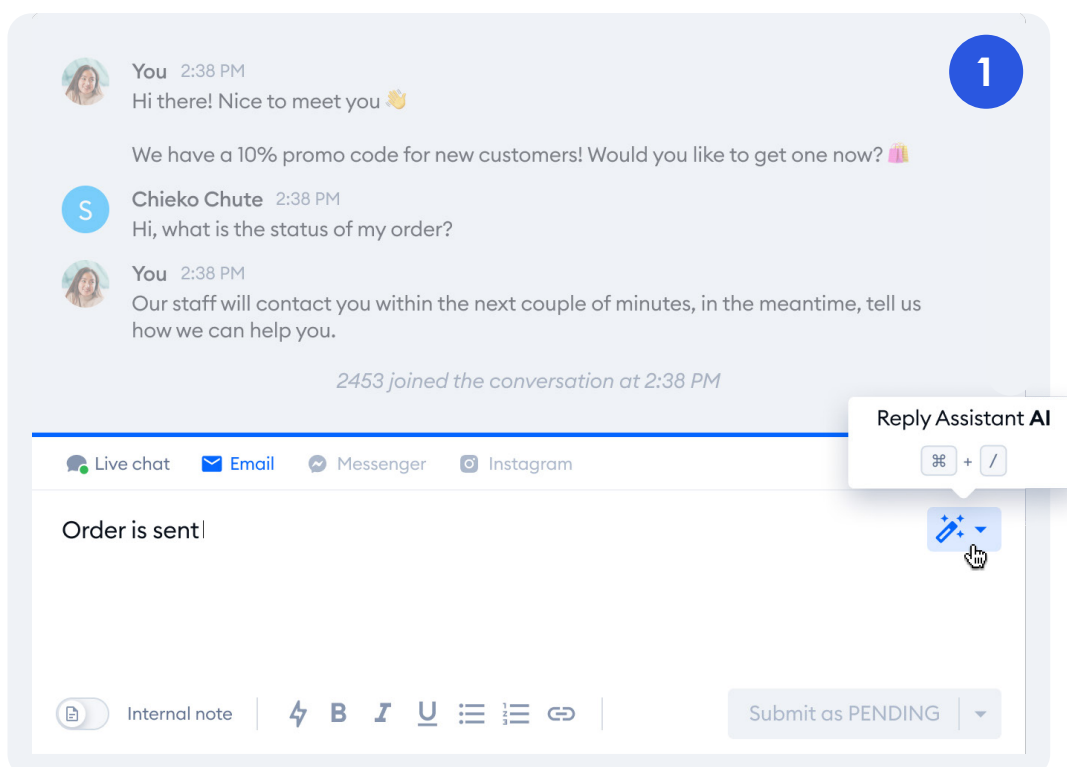 1
You 2:38 PM
Hi there! Nice to meet you 👋
We have a 10% promo code for new customers! Would you like to get one now? 🛍️
S
Chieko Chute 2:38 PM
Hi, what is the status of my order?
You 2:38 PM
Our staff will contact you within the next couple of minutes, in the meantime, tell us
how we can help you.
2453 joined the conversation at 2:38 PM
Reply Assistant AI
⌘ + /
Live chat Email Messenger Instagram
Order is sent
Internal note B I U Submit as PENDING